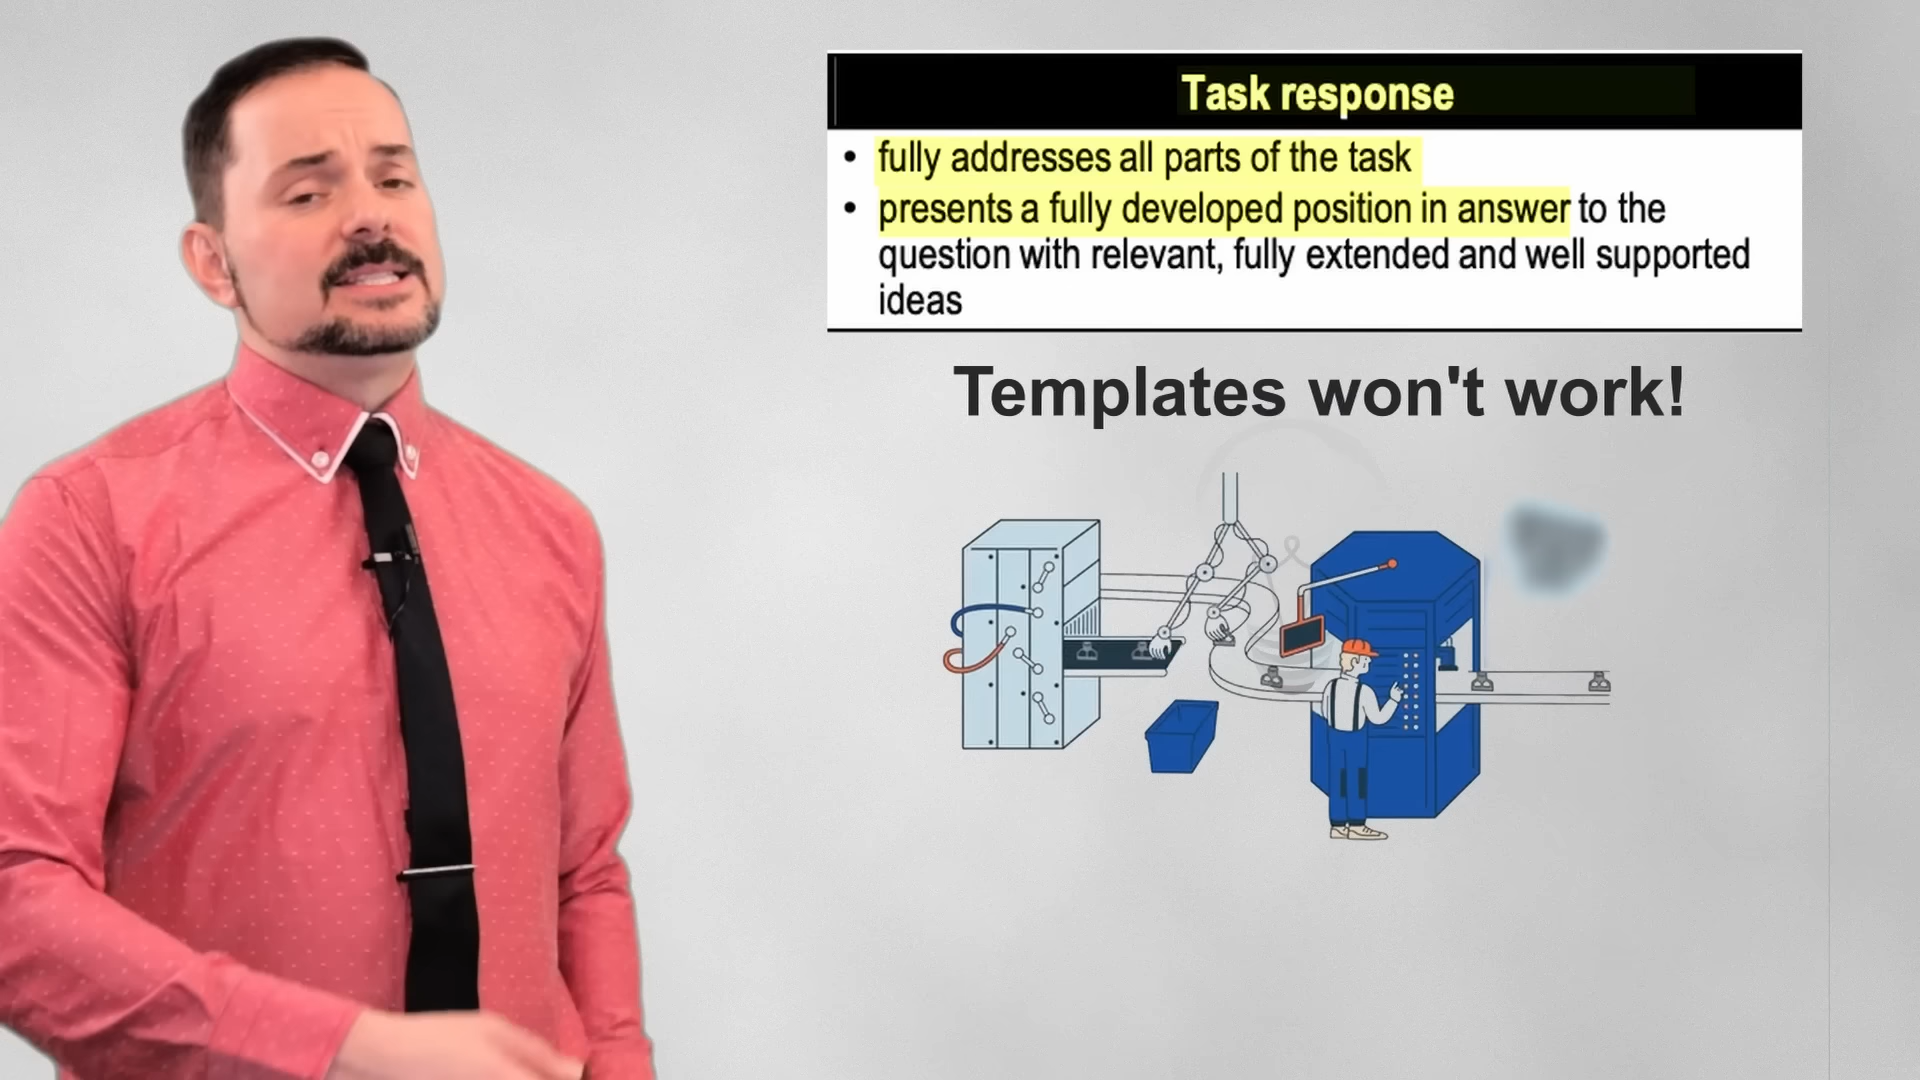 Task response
• fully addresses all parts of the task
• presents a fully developed position in answer to the
question with relevant, fully extended and well supported
ideas
Templates won't work!